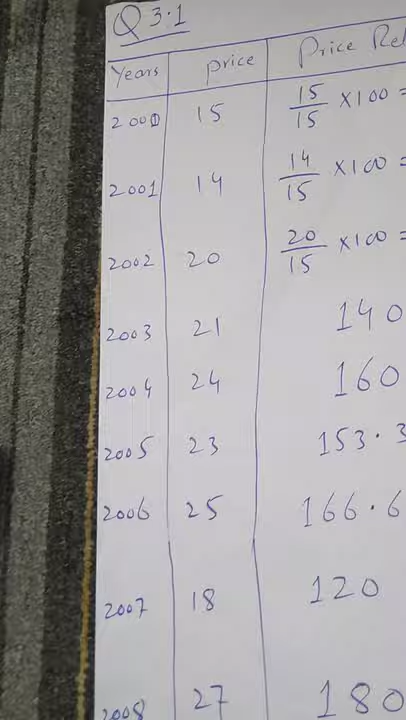 Q 3.1
Years price Price Rel
2000 15 15/15 ×100 =
2001 14 14/15 ×100 =
2002 20 20/15 ×100 =
2003 21 140
2004 24 160
2005 23 153.3
2006 25 166.6
2007 18 120
2008 27 180